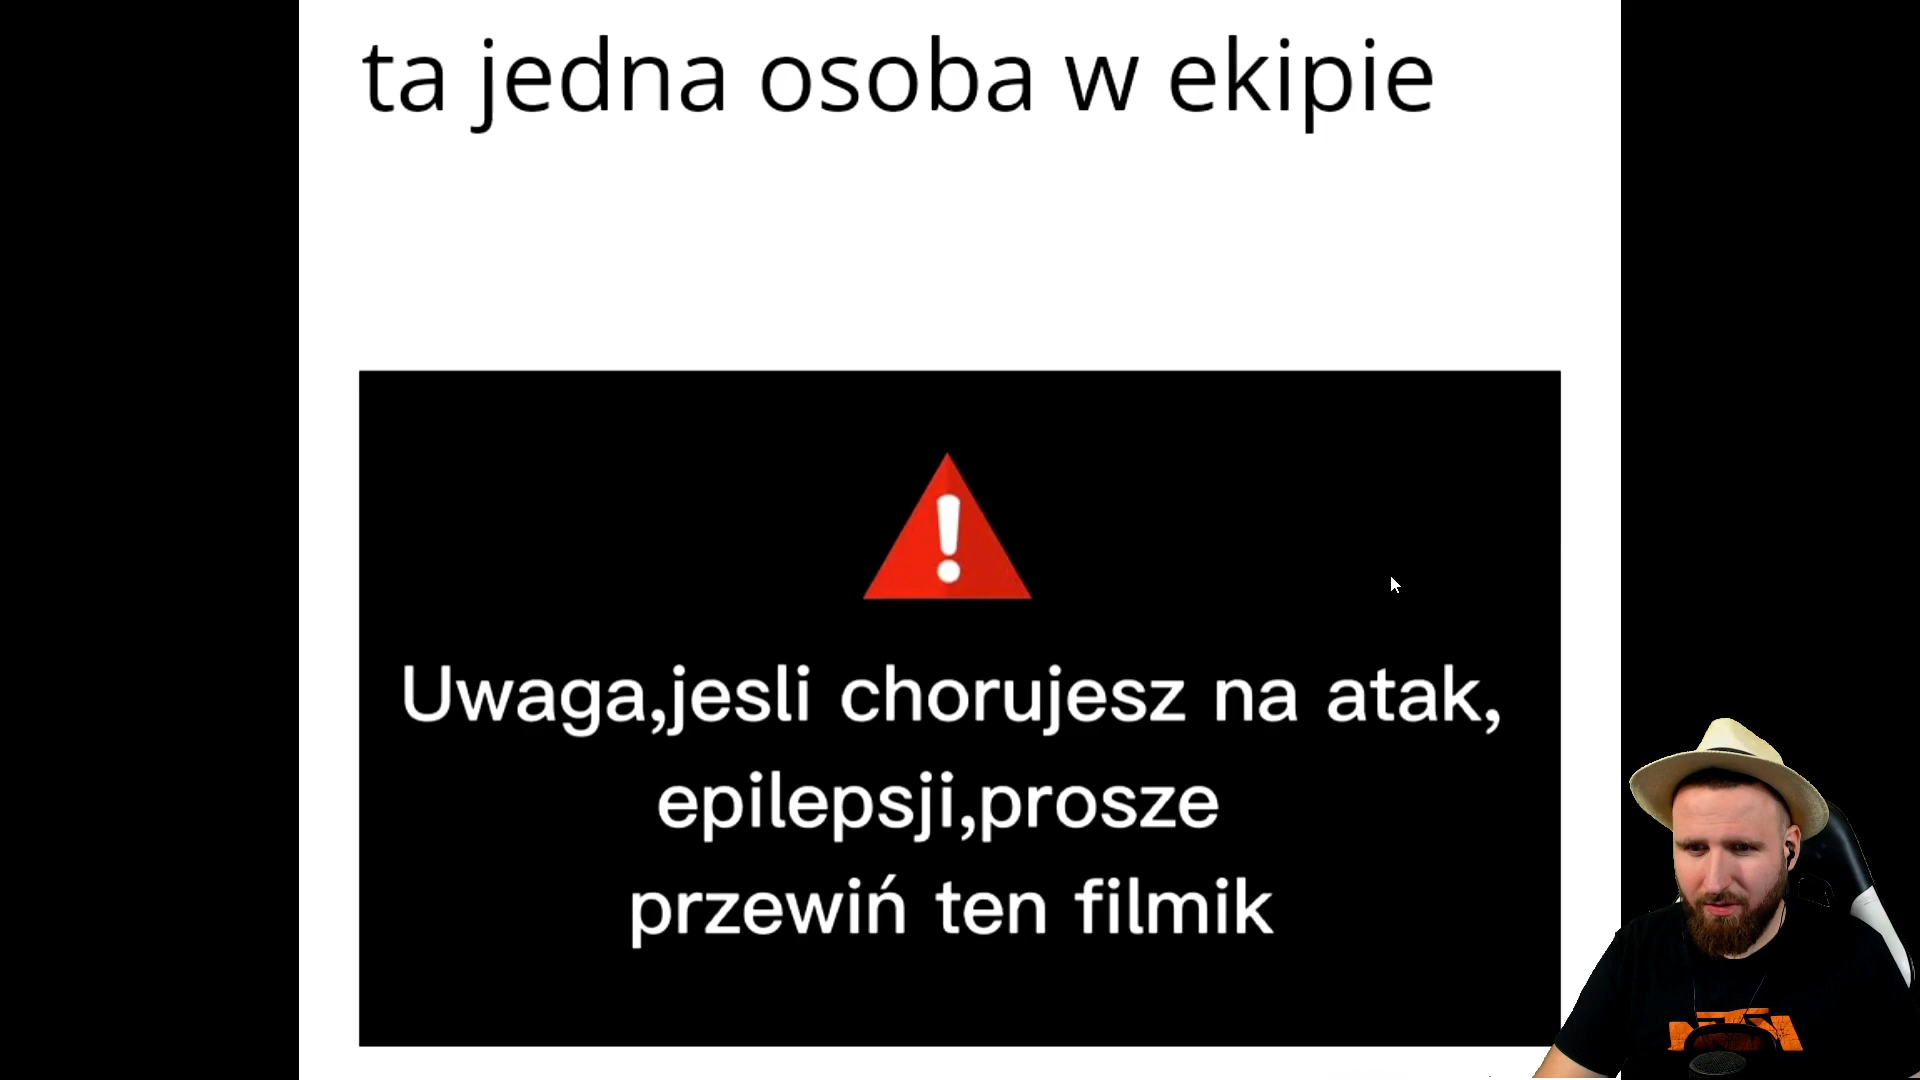 ta jedna osoba w ekipie
Uwaga,jesli chorujesz na atak,
epilepsji,prosze
przewiń ten filmik